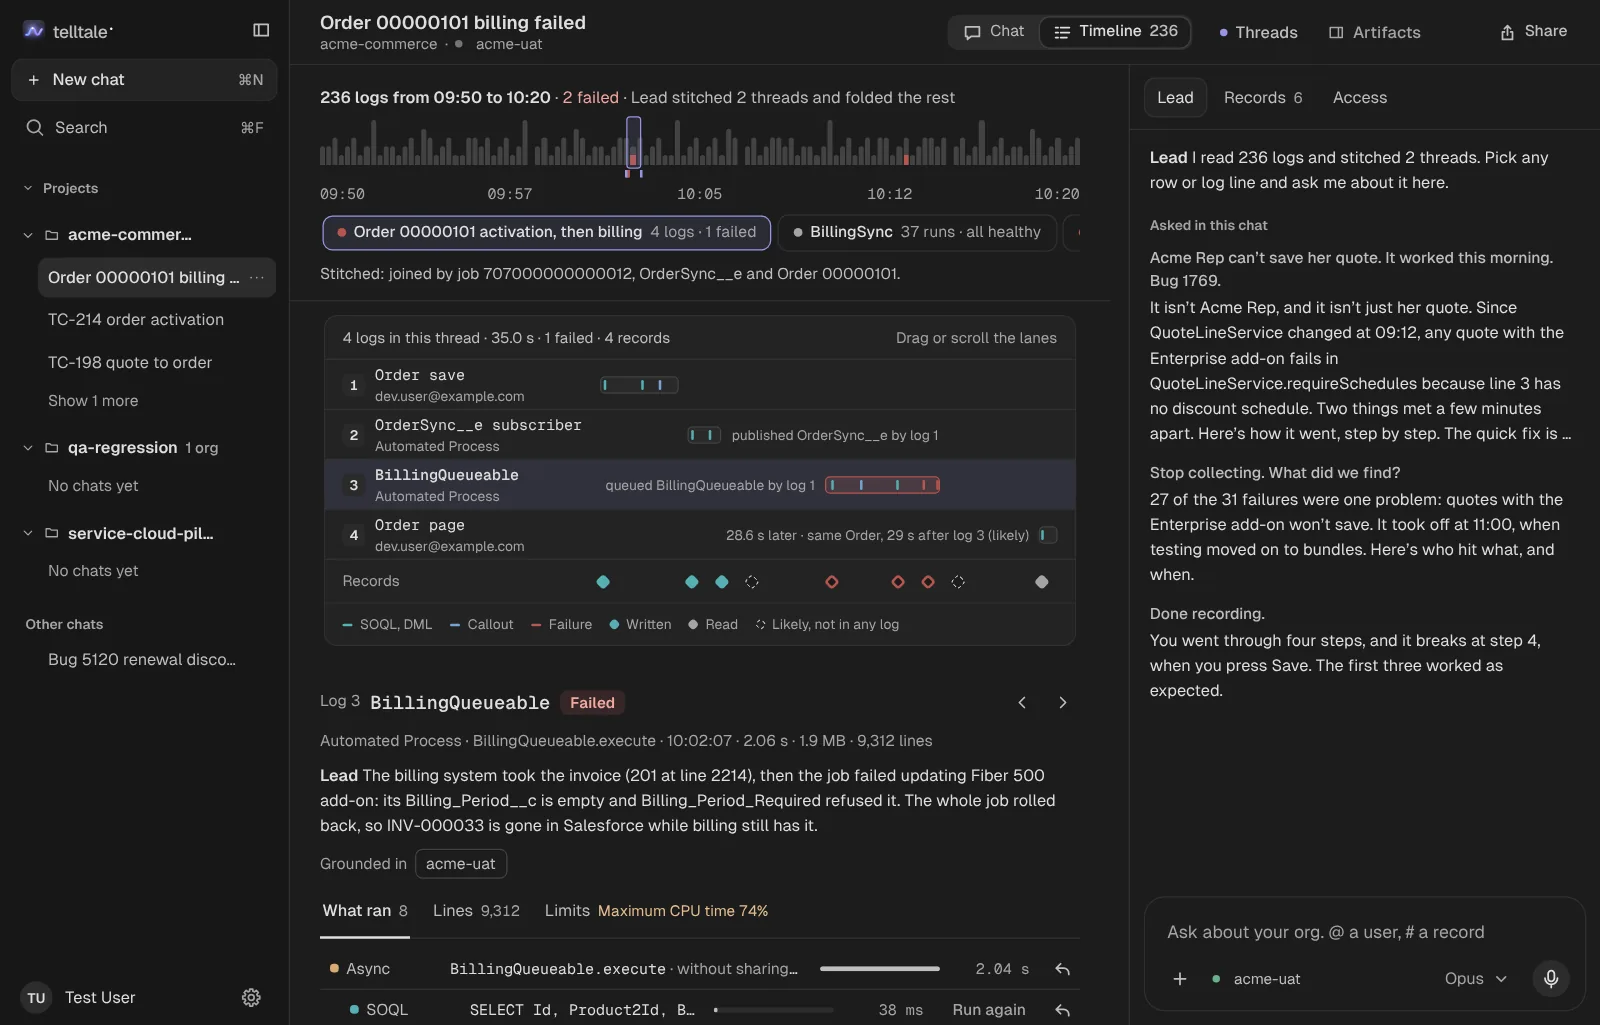 telltale
New chat ⌘N
Search ⌘F
Projects
acme-commer...
Order 00000101 billing ...
TC-214 order activation
TC-198 quote to order
Show 1 more
qa-regression 1 org
No chats yet
service-cloud-pil...
No chats yet
Other chats
Bug 5120 renewal disco...
TU Test User
Order 00000101 billing failed
acme-commerce · acme-uat
Chat
Timeline 236
Threads
Artifacts
Share
236 logs from 09:50 to 10:20 · 2 failed · Lead stitched 2 threads and folded the rest
09:50 09:57 10:05 10:12 10:20
Order 00000101 activation, then billing 4 logs · 1 failed
BillingSync 37 runs · all healthy
Stitched: joined by job 707000000000012, OrderSync__e and Order 00000101.
4 logs in this thread · 35.0 s · 1 failed · 4 records
Drag or scroll the lanes
1 Order save
dev.user@example.com
2 OrderSync__e subscriber
Automated Process
published OrderSync__e by log 1
3 BillingQueueable
Automated Process
queued BillingQueueable by log 1
4 Order page
dev.user@example.com
28.6 s later · same Order, 29 s after log 3 (likely)
Records
SOQL, DML Callout Failure Written Read Likely, not in any log
Log 3 BillingQueueable Failed
Automated Process · BillingQueueable.execute · 10:02:07 · 2.06 s · 1.9 MB · 9,312 lines
Lead The billing system took the invoice (201 at line 2214), then the job failed updating Fiber 500
add-on: its Billing_Period__c is empty and Billing_Period_Required refused it. The whole job rolled
back, so INV-000033 is gone in Salesforce while billing still has it.
Grounded in acme-uat
What ran 8 Lines 9,312 Limits Maximum CPU time 74%
Async BillingQueueable.execute · without sharing... 2.04 s
SOQL SELECT Id, Product2Id, B... 38 ms Run again
Lead Records 6 Access
Lead I read 236 logs and stitched 2 threads. Pick any
row or log line and ask me about it here.
Asked in this chat
Acme Rep can't save her quote. It worked this morning.
Bug 1769.
It isn't Acme Rep, and it isn't just her quote. Since
QuoteLineService changed at 09:12, any quote with the
Enterprise add-on fails in
QuoteLineService.requireSchedules because line 3 has
no discount schedule. Two things met a few minutes
apart. Here's how it went, step by step. The quick fix is ...
Stop collecting. What did we find?
27 of the 31 failures were one problem: quotes with the
Enterprise add-on won't save. It took off at 11:00, when
testing moved on to bundles. Here's who hit what, and
when.
Done recording.
You went through four steps, and it breaks at step 4,
when you press Save. The first three worked as
expected.
Ask about your org. @ a user, # a record
acme-uat Opus